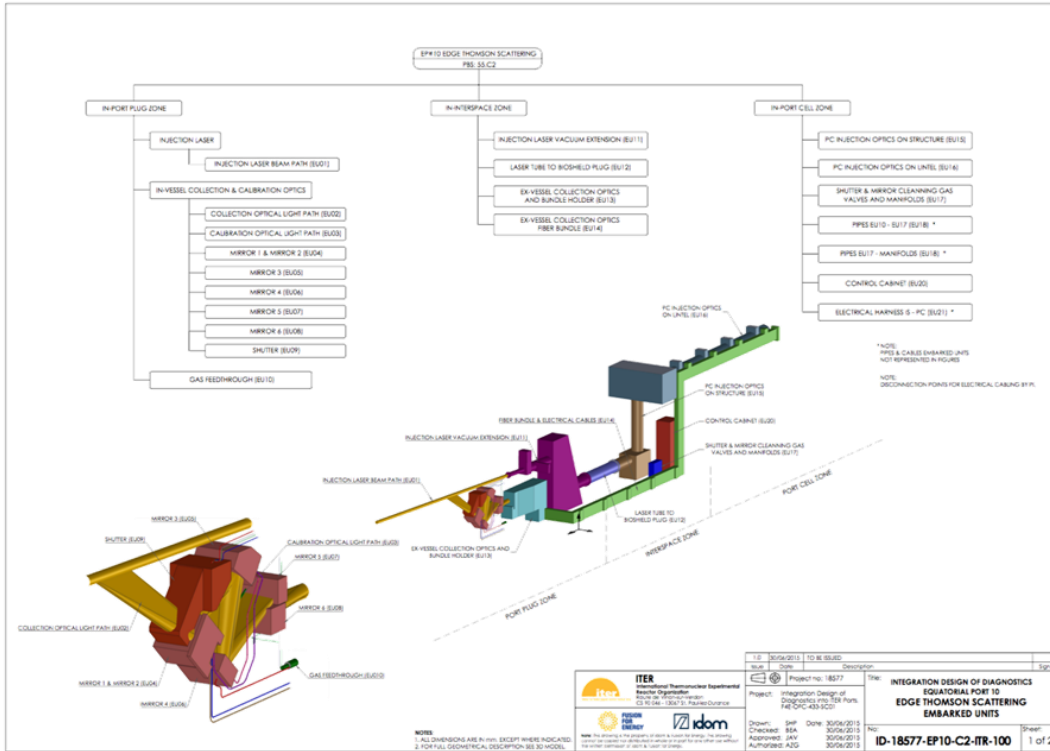 EP#10 EDGE THOMSON SCATTERING
PBS: 55.C2
IN-PORT PLUG ZONE
IN-INTERSPACE ZONE
IN-PORT CELL ZONE
INJECTION LASER
INJECTION LASER BEAM PATH (EU01)
IN-VESSEL COLLECTION & CALIBRATION OPTICS
COLLECTION OPTICAL LIGHT PATH (EU02)
CALIBRATION OPTICAL LIGHT PATH (EU03)
MIRROR 1 & MIRROR 2 (EU04)
MIRROR 3 (EU05)
MIRROR 4 (EU06)
MIRROR 5 (EU07)
MIRROR 6 (EU08)
SHUTTER (EU09)
GAS FEEDTHROUGH (EU10)
INJECTION LASER VACUUM EXTENSION (EU11)
LASER TUBE TO BIOSHIELD PLUG (EU12)
EX-VESSEL COLLECTION OPTICS
AND BUNDLE HOLDER (EU13)
EX-VESSEL COLLECTION OPTICS
FIBER BUNDLE (EU14)
PC INJECTION OPTICS ON STRUCTURE (EU15)
PC INJECTION OPTICS ON LINTEL (EU16)
SHUTTER & MIRROR CLEANNING GAS
VALVES AND MANIFOLDS (EU17)
PIPES EU10 - EU17 (EU18) *
PIPES EU17 - MANIFOLDS (EU18) *
CONTROL CABINET (EU20)
ELECTRICAL HARNESS IS - PC (EU21) *
* NOTE:
PIPES & CABLES EMBARKED UNITS
NOT REPRESENTED IN FIGURES
NOTE:
DISCONNECTION POINTS FOR ELECTRICAL CABLING BY PI.
PC INJECTION OPTICS
ON LINTEL (EU16)
PC INJECTION OPTICS
ON STRUCTURE (EU15)
FIBER BUNDLE & ELECTRICAL CABLES (EU14)
CONTROL CABINET (EU20)
INJECTION LASER VACUUM EXTENSION (EU11)
SHUTTER & MIRROR CLEANNING GAS
VALVES AND MANIFOLDS (EU17)
INJECTION LASER BEAM PATH (EU01)
LASER TUBE TO
BIOSHIELD PLUG (EU12)
EX-VESSEL COLLECTION OPTICS AND
BUNDLE HOLDER (EU13)
PORT CELL ZONE
INTERSPACE ZONE
PORT PLUG ZONE
MIRROR 3 (EU05)
SHUTTER (EU09)
CALIBRATION OPTICAL LIGHT PATH (EU03)
MIRROR 5 (EU07)
MIRROR 6 (EU08)
COLLECTION OPTICAL LIGHT PATH (EU02)
GAS FEEDTHROUGH (EU010)
MIRROR 1 & MIRROR 2 (EU04)
MIRROR 4 (EU06)
NOTES:
1. ALL DIMENSIONS ARE IN mm. EXCEPT WHERE INDICATED.
2. FOR FULL GEOMETRICAL DESCRIPTION SEE 3D MODEL.
1.0 30/06/2015 TO BE ISSUED
Issue Date Description
iter
ITER
International Thermonuclear Experimental
Reactor Organization
FUSION
FOR
ENERGY
idom
Project no: 18577
Project: Integration Design of
Diagnostics into ITER Ports.
Drawn: SMP Date: 30/06/2015
Checked: BEA 30/06/2015
Approved: JAV 30/06/2015
Authorized: AZG 30/06/2015
Title: INTEGRATION DESIGN OF DIAGNOSTICS
EQUATORIAL PORT 10
EDGE THOMSON SCATTERING
EMBARKED UNITS
No: ID-18577-EP10-C2-ITR-100
Sheet:
1 of